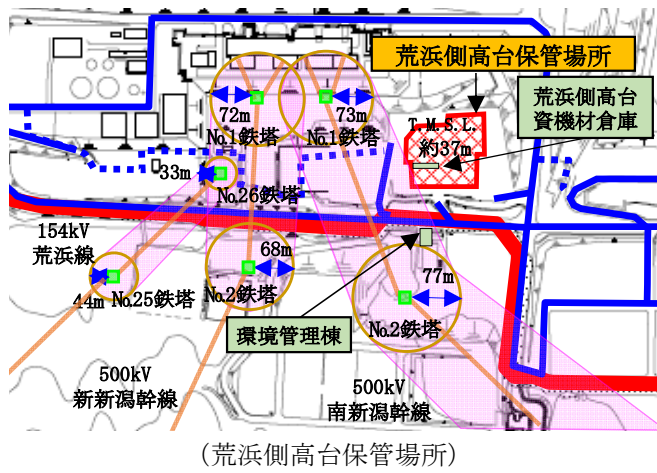 荒浜側高台保管場所
荒浜側高台
資機材倉庫
T.M.S.L.
約37m
72m
73m
No.1鉄塔
No.1鉄塔
33m
No.26鉄塔
154kV
荒浜線
68m
77m
44m
No.25鉄塔
No.2鉄塔
No.2鉄塔
環境管理棟
500kV
新新潟幹線
500kV
南新潟幹線
(荒浜側高台保管場所)